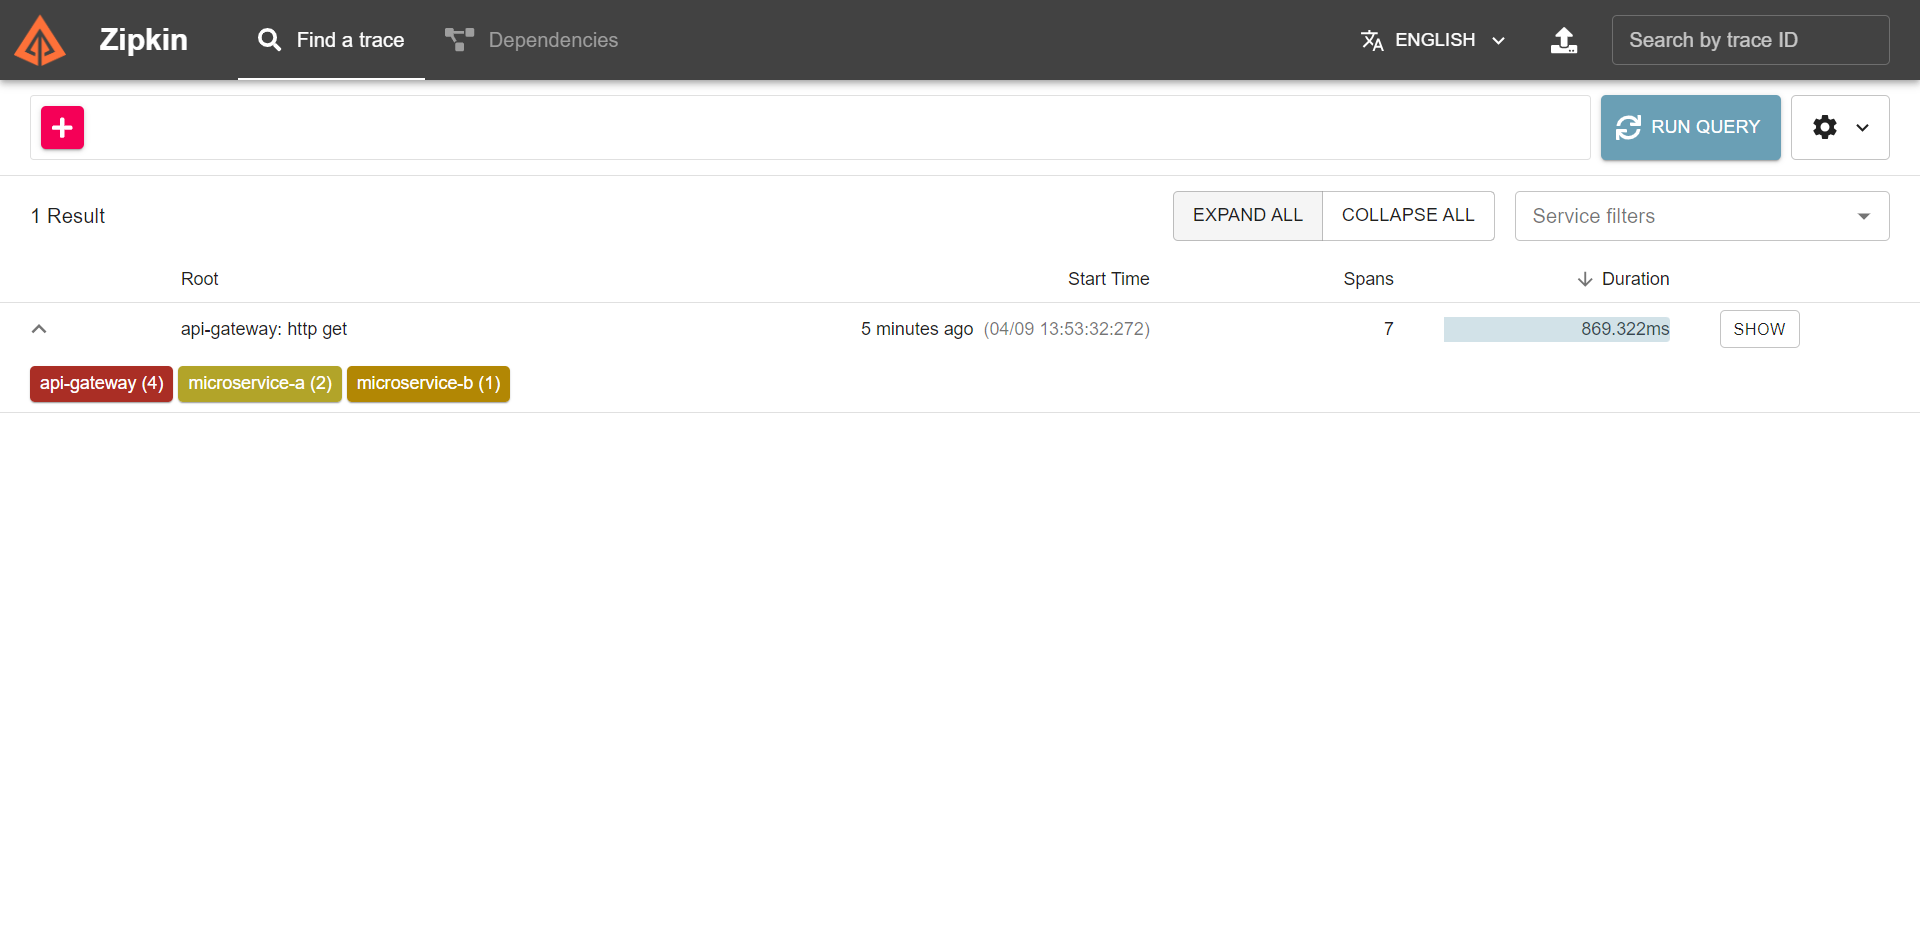 Zipkin Find a trace Dependencies ENGLISH Search by trace ID
RUN QUERY
1 Result EXPAND ALL COLLAPSE ALL Service filters
Root Start Time Spans Duration
api-gateway: http get 5 minutes ago (04/09 13:53:32:272) 7 869.322ms SHOW
api-gateway (4) microservice-a (2) microservice-b (1)